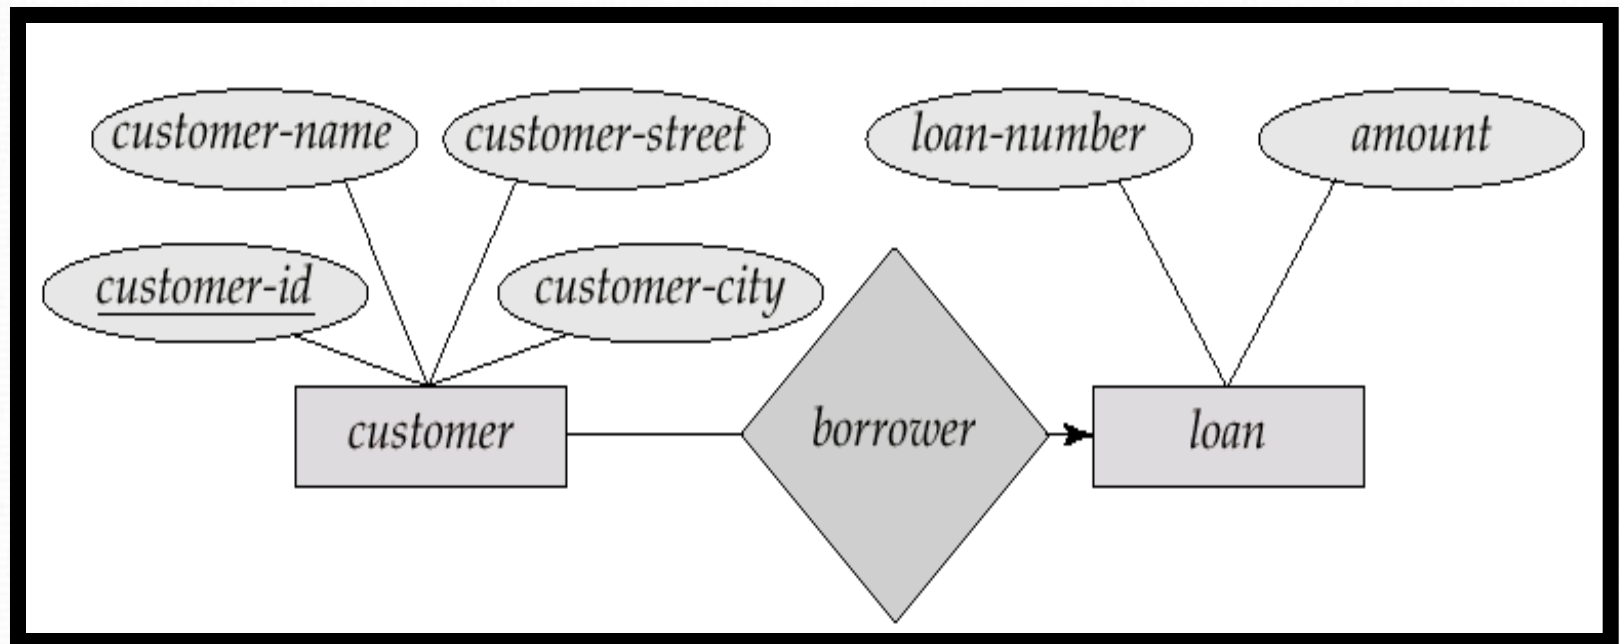 customer-name
customer-street
loan-number
amount
customer-id
customer-city
customer
borrower
loan